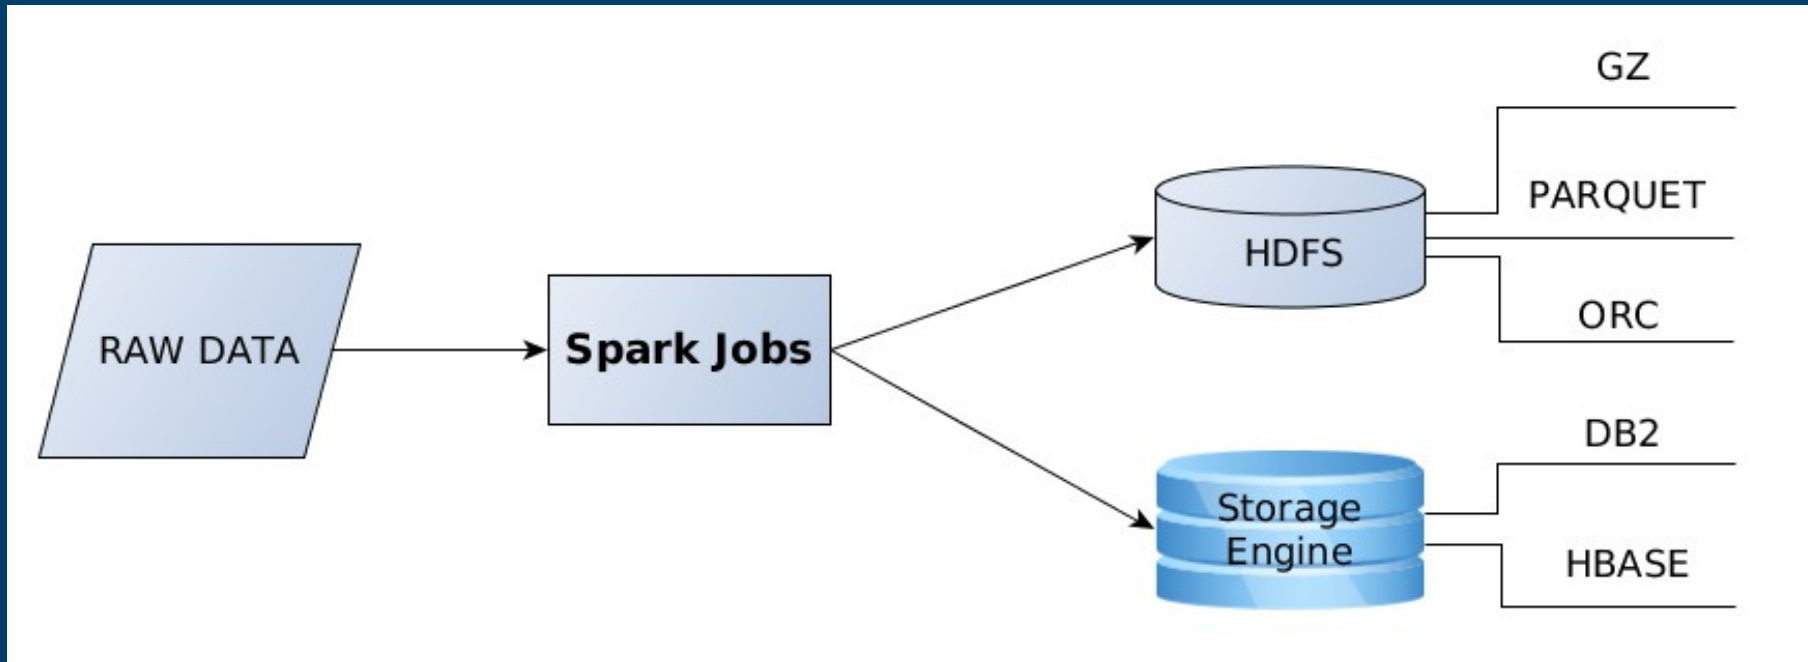 GZ
PARQUET
HDFS
ORC
RAW DATA
Spark Jobs
DB2
Storage
Engine
HBASE